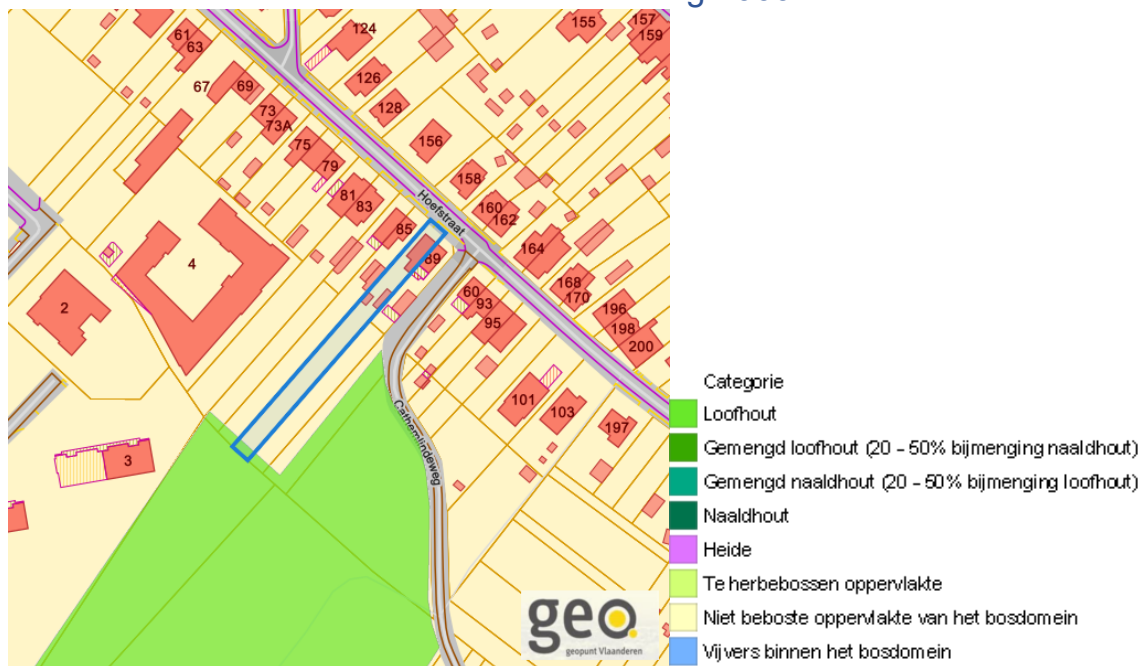 61
63
67
69
73
73A
75
79
81
83
85
89
124
126
128
156
158
160
162
164
168
170
196
198
200
155
157
159
Hoefstraat
4
2
3
60
93
95
101
103
197
Cathemlindeweg
geo.
geopunt Vlaanderen
Categorie
Loofhout
Gemengd loofhout (20 - 50% bijmenging naaldhout)
Gemengd naaldhout (20 - 50% bijmenging loofhout)
Naaldhout
Heide
Te herbebossen oppervlakte
Niet beboste oppervlakte van het bosdomein
Vijvers binnen het bosdomein